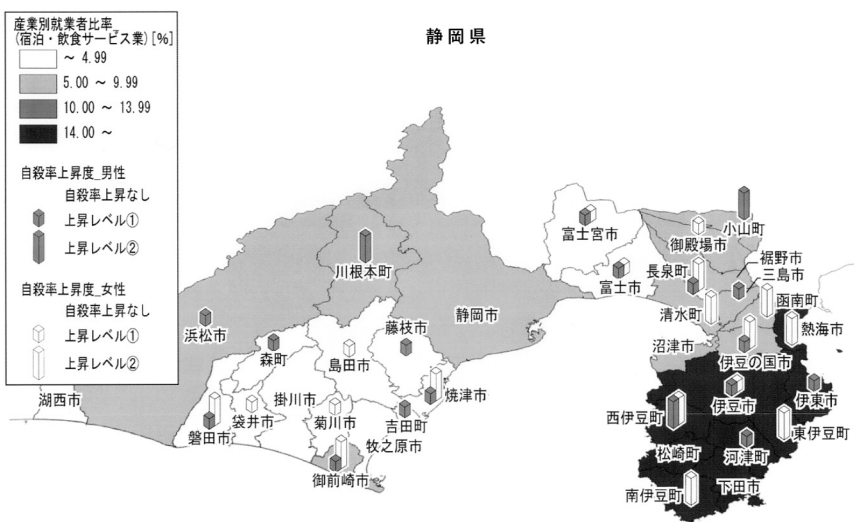 静岡県
産業別就業者比率_
(宿泊・飲食サービス業)[%]
～ 4.99
5.00 ～ 9.99
10.00 ～ 13.99
14.00 ～
自殺率上昇度_男性
自殺率上昇なし
上昇レベル①
上昇レベル②
自殺率上昇度_女性
自殺率上昇なし
上昇レベル①
上昇レベル②
小山町
富士宮市
御殿場市
裾野市
川根本町
長泉町
三島市
富士市
函南町
静岡市
清水町
藤枝市
熱海市
浜松市
沼津市
森町
島田市
伊豆の国市
湖西市
掛川市
焼津市
伊豆市
伊東市
袋井市
菊川市
吉田町
西伊豆町
磐田市
東伊豆町
牧之原市
松崎町
河津町
御前崎市
南伊豆町
下田市